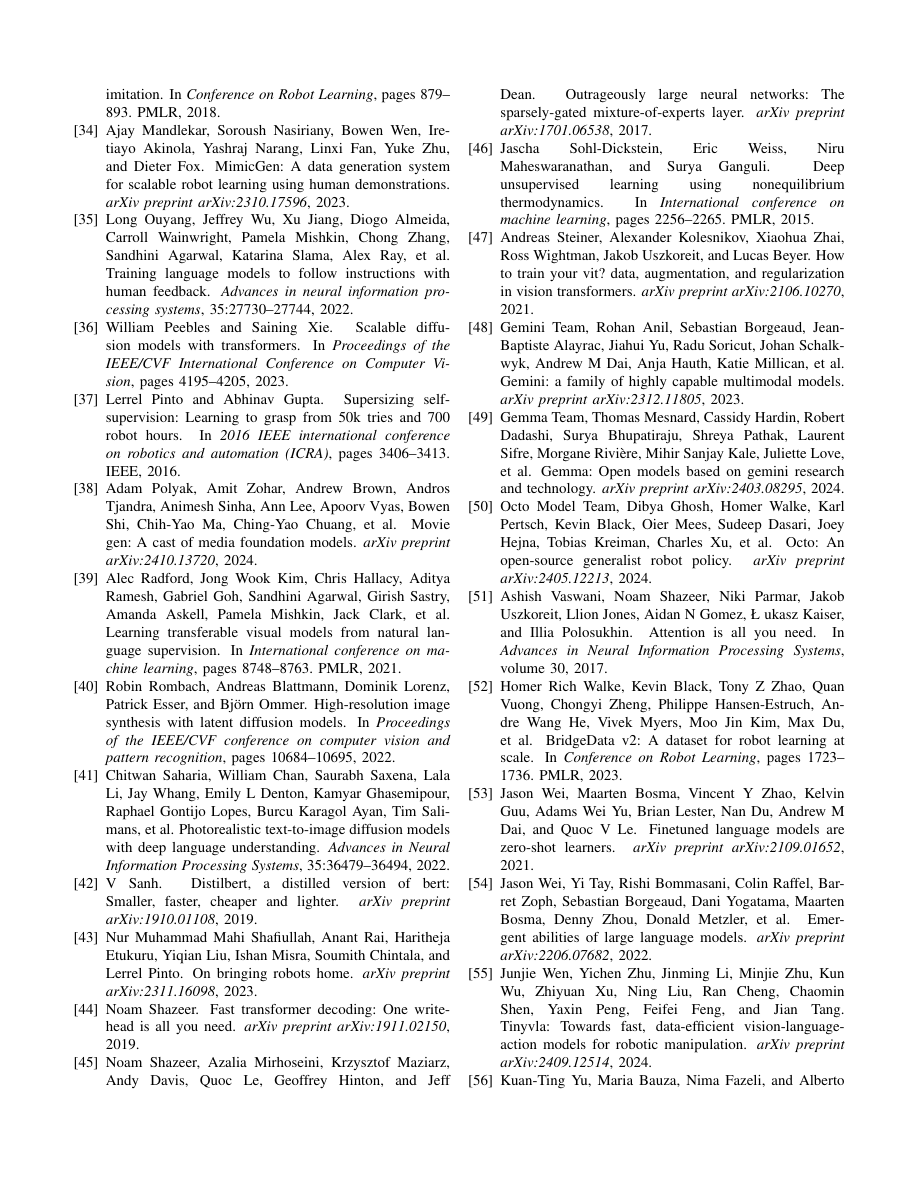 imitation. In Conference on Robot Learning, pages 879–
893. PMLR, 2018.
[34] Ajay Mandlekar, Soroush Nasiriany, Bowen Wen, Ire-
tiayo Akinola, Yashraj Narang, Linxi Fan, Yuke Zhu,
and Dieter Fox. MimicGen: A data generation system
for scalable robot learning using human demonstrations.
arXiv preprint arXiv:2310.17596, 2023.
[35] Long Ouyang, Jeffrey Wu, Xu Jiang, Diogo Almeida,
Carroll Wainwright, Pamela Mishkin, Chong Zhang,
Sandhini Agarwal, Katarina Slama, Alex Ray, et al.
Training language models to follow instructions with
human feedback. Advances in neural information pro-
cessing systems, 35:27730–27744, 2022.
[36] William Peebles and Saining Xie. Scalable diffu-
sion models with transformers. In Proceedings of the
IEEE/CVF International Conference on Computer Vi-
sion, pages 4195–4205, 2023.
[37] Lerrel Pinto and Abhinav Gupta. Supersizing self-
supervision: Learning to grasp from 50k tries and 700
robot hours. In 2016 IEEE international conference
on robotics and automation (ICRA), pages 3406–3413.
IEEE, 2016.
[38] Adam Polyak, Amit Zohar, Andrew Brown, Andros
Tjandra, Animesh Sinha, Ann Lee, Apoorv Vyas, Bowen
Shi, Chih-Yao Ma, Ching-Yao Chuang, et al. Movie
gen: A cast of media foundation models. arXiv preprint
arXiv:2410.13720, 2024.
[39] Alec Radford, Jong Wook Kim, Chris Hallacy, Aditya
Ramesh, Gabriel Goh, Sandhini Agarwal, Girish Sastry,
Amanda Askell, Pamela Mishkin, Jack Clark, et al.
Learning transferable visual models from natural lan-
guage supervision. In International conference on ma-
chine learning, pages 8748–8763. PMLR, 2021.
[40] Robin Rombach, Andreas Blattmann, Dominik Lorenz,
Patrick Esser, and Björn Ommer. High-resolution image
synthesis with latent diffusion models. In Proceedings
of the IEEE/CVF conference on computer vision and
pattern recognition, pages 10684–10695, 2022.
[41] Chitwan Saharia, William Chan, Saurabh Saxena, Lala
Li, Jay Whang, Emily L Denton, Kamyar Ghasemipour,
Raphael Gontijo Lopes, Burcu Karagol Ayan, Tim Sali-
mans, et al. Photorealistic text-to-image diffusion models
with deep language understanding. Advances in Neural
Information Processing Systems, 35:36479–36494, 2022.
[42] V Sanh. Distilbert, a distilled version of bert:
Smaller, faster, cheaper and lighter. arXiv preprint
arXiv:1910.01108, 2019.
[43] Nur Muhammad Mahi Shafiullah, Anant Rai, Haritheja
Etukuru, Yiqian Liu, Ishan Misra, Soumith Chintala, and
Lerrel Pinto. On bringing robots home. arXiv preprint
arXiv:2311.16098, 2023.
[44] Noam Shazeer. Fast transformer decoding: One write-
head is all you need. arXiv preprint arXiv:1911.02150,
2019.
[45] Noam Shazeer, Azalia Mirhoseini, Krzysztof Maziarz,
Andy Davis, Quoc Le, Geoffrey Hinton, and Jeff
Dean. Outrageously large neural networks: The
sparsely-gated mixture-of-experts layer. arXiv preprint
arXiv:1701.06538, 2017.
[46] Jascha Sohl-Dickstein, Eric Weiss, Niru
Maheswaranathan, and Surya Ganguli. Deep
unsupervised learning using nonequilibrium
thermodynamics. In International conference on
machine learning, pages 2256–2265. PMLR, 2015.
[47] Andreas Steiner, Alexander Kolesnikov, Xiaohua Zhai,
Ross Wightman, Jakob Uszkoreit, and Lucas Beyer. How
to train your vit? data, augmentation, and regularization
in vision transformers. arXiv preprint arXiv:2106.10270,
2021.
[48] Gemini Team, Rohan Anil, Sebastian Borgeaud, Jean-
Baptiste Alayrac, Jiahui Yu, Radu Soricut, Johan Schalk-
wyk, Andrew M Dai, Anja Hauth, Katie Millican, et al.
Gemini: a family of highly capable multimodal models.
arXiv preprint arXiv:2312.11805, 2023.
[49] Gemma Team, Thomas Mesnard, Cassidy Hardin, Robert
Dadashi, Surya Bhupatiraju, Shreya Pathak, Laurent
Sifre, Morgane Rivière, Mihir Sanjay Kale, Juliette Love,
et al. Gemma: Open models based on gemini research
and technology. arXiv preprint arXiv:2403.08295, 2024.
[50] Octo Model Team, Dibya Ghosh, Homer Walke, Karl
Pertsch, Kevin Black, Oier Mees, Sudeep Dasari, Joey
Hejna, Tobias Kreiman, Charles Xu, et al. Octo: An
open-source generalist robot policy. arXiv preprint
arXiv:2405.12213, 2024.
[51] Ashish Vaswani, Noam Shazeer, Niki Parmar, Jakob
Uszkoreit, Llion Jones, Aidan N Gomez, Ł ukasz Kaiser,
and Illia Polosukhin. Attention is all you need. In
Advances in Neural Information Processing Systems,
volume 30, 2017.
[52] Homer Rich Walke, Kevin Black, Tony Z Zhao, Quan
Vuong, Chongyi Zheng, Philippe Hansen-Estruch, An-
dre Wang He, Vivek Myers, Moo Jin Kim, Max Du,
et al. BridgeData v2: A dataset for robot learning at
scale. In Conference on Robot Learning, pages 1723–
1736. PMLR, 2023.
[53] Jason Wei, Maarten Bosma, Vincent Y Zhao, Kelvin
Guu, Adams Wei Yu, Brian Lester, Nan Du, Andrew M
Dai, and Quoc V Le. Finetuned language models are
zero-shot learners. arXiv preprint arXiv:2109.01652,
2021.
[54] Jason Wei, Yi Tay, Rishi Bommasani, Colin Raffel, Bar-
ret Zoph, Sebastian Borgeaud, Dani Yogatama, Maarten
Bosma, Denny Zhou, Donald Metzler, et al. Emer-
gent abilities of large language models. arXiv preprint
arXiv:2206.07682, 2022.
[55] Junjie Wen, Yichen Zhu, Jinming Li, Minjie Zhu, Kun
Wu, Zhiyuan Xu, Ning Liu, Ran Cheng, Chaomin
Shen, Yaxin Peng, Feifei Feng, and Jian Tang.
Tinyvla: Towards fast, data-efficient vision-language-
action models for robotic manipulation. arXiv preprint
arXiv:2409.12514, 2024.
[56] Kuan-Ting Yu, Maria Bauza, Nima Fazeli, and Alberto